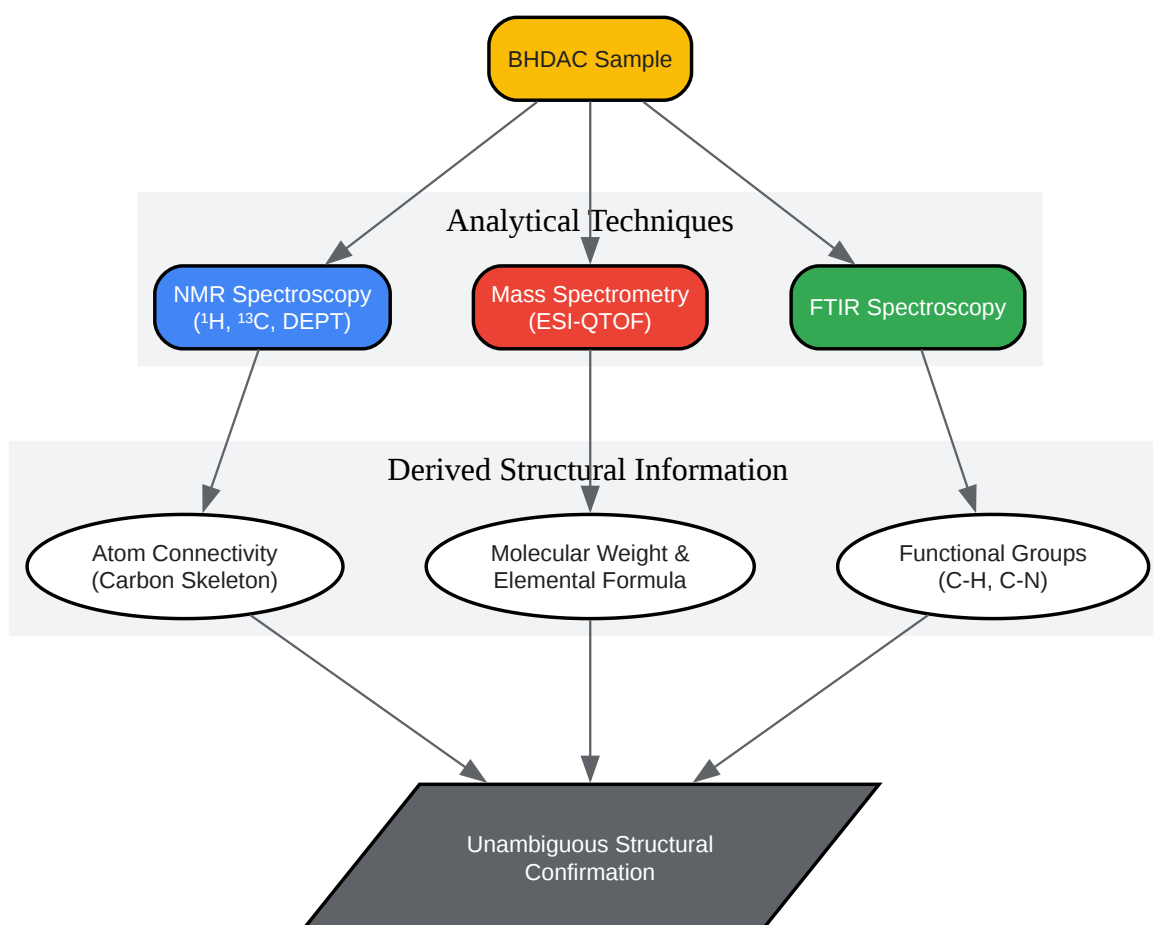 BHDAC Sample
Analytical Techniques
NMR Spectroscopy
(¹H, ¹³C, DEPT)
Mass Spectrometry
(ESI-QTOF)
FTIR Spectroscopy
Derived Structural Information
Atom Connectivity
(Carbon Skeleton)
Molecular Weight &
Elemental Formula
Functional Groups
(C-H, C-N)
Unambiguous Structural
Confirmation